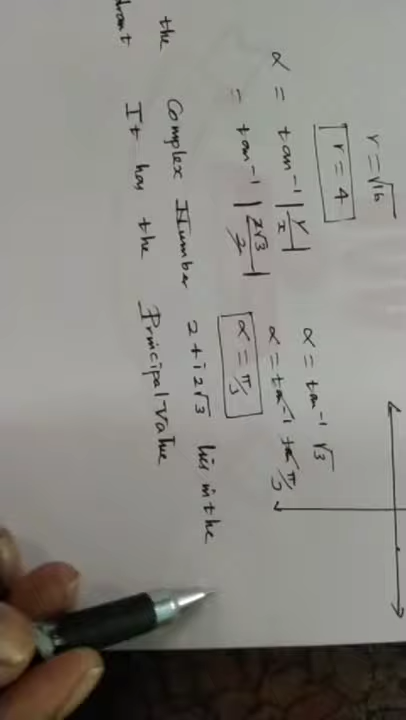 r = √16
r = 4
α = tan⁻¹ |y/x|
= tan⁻¹ |2√3/2|
α = tan⁻¹ √3
α = tan⁻¹ tan π/3
α = π/3
the Complex Number 2 + i 2√3 lies in the
It has the Principal Value